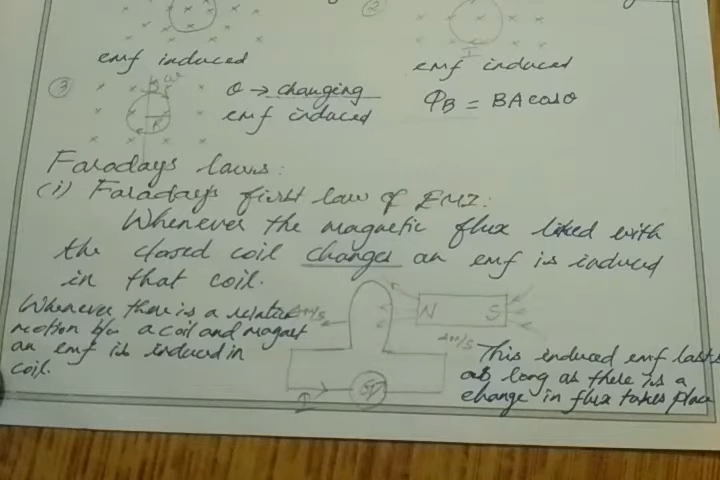 ②
emf induced
I
emf induced
③
θ → changing
emf induced
ΦB = BA cosθ
Faradays laws:
(i) Faradays first law of EMI:
Whenever the magnetic flux liked with
the closed coil changes an emf is induced
in that coil.
Whenever there is a relative
motion b/w a coil and magnet
an emf is induced in
coil.
N S
2m/s
I
This induced emf lasts
as long as there is a
change in flux takes place